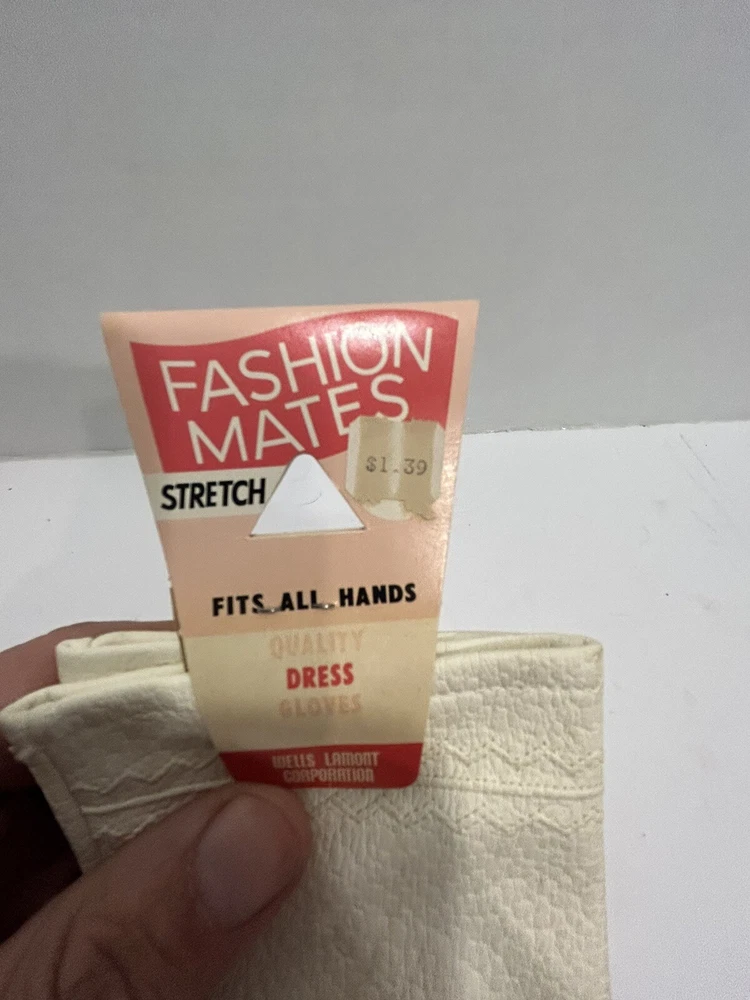 FASHION
MATES
$1.39
STRETCH
FITS ALL HANDS
QUALITY
DRESS
GLOVES
WELLS LAMONT
CORPORATION